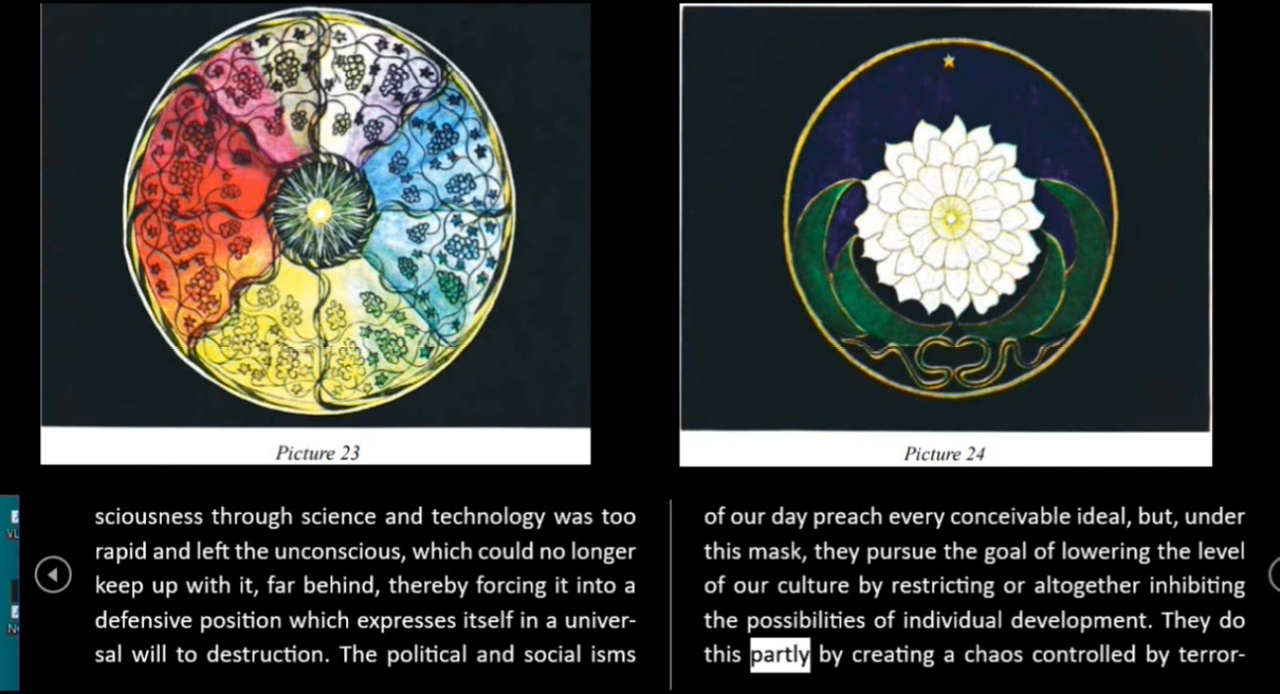 Picture 23
Picture 24
sciousness through science and technology was too
rapid and left the unconscious, which could no longer
keep up with it, far behind, thereby forcing it into a
defensive position which expresses itself in a univer-
sal will to destruction. The political and social isms
of our day preach every conceivable ideal, but, under
this mask, they pursue the goal of lowering the level
of our culture by restricting or altogether inhibiting
the possibilities of individual development. They do
this partly by creating a chaos controlled by terror-
VL